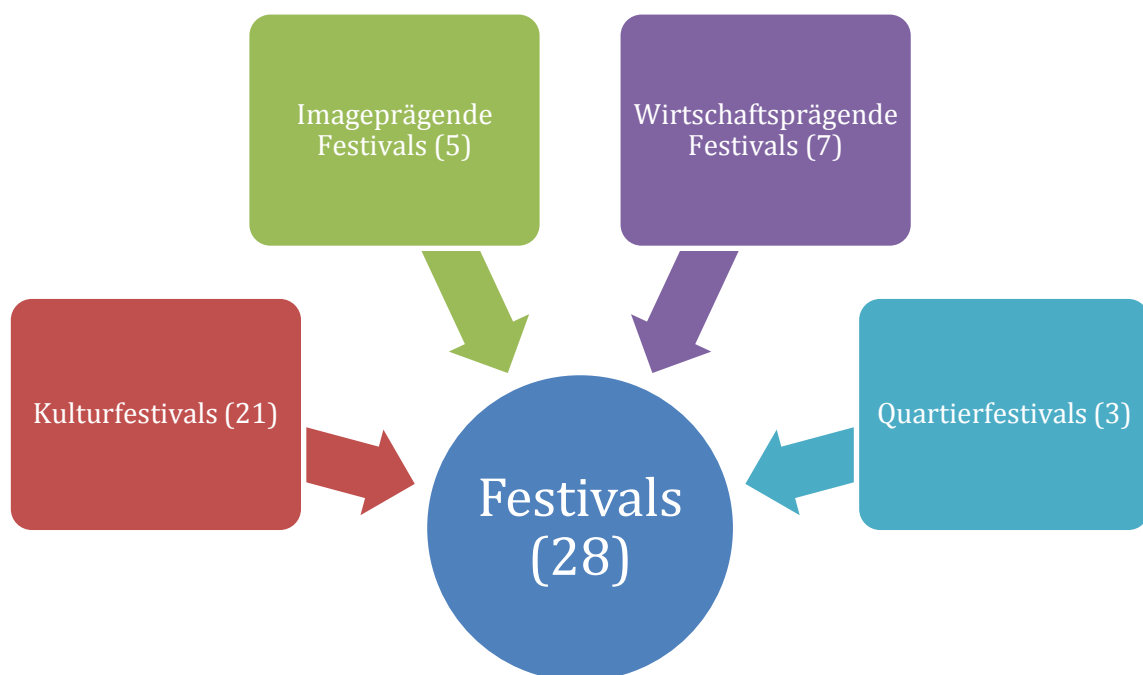 Imageprägende
Festivals (5)
Wirtschaftsprägende
Festivals (7)
Kulturfestivals (21)
Quartierfestivals (3)
Festivals
(28)